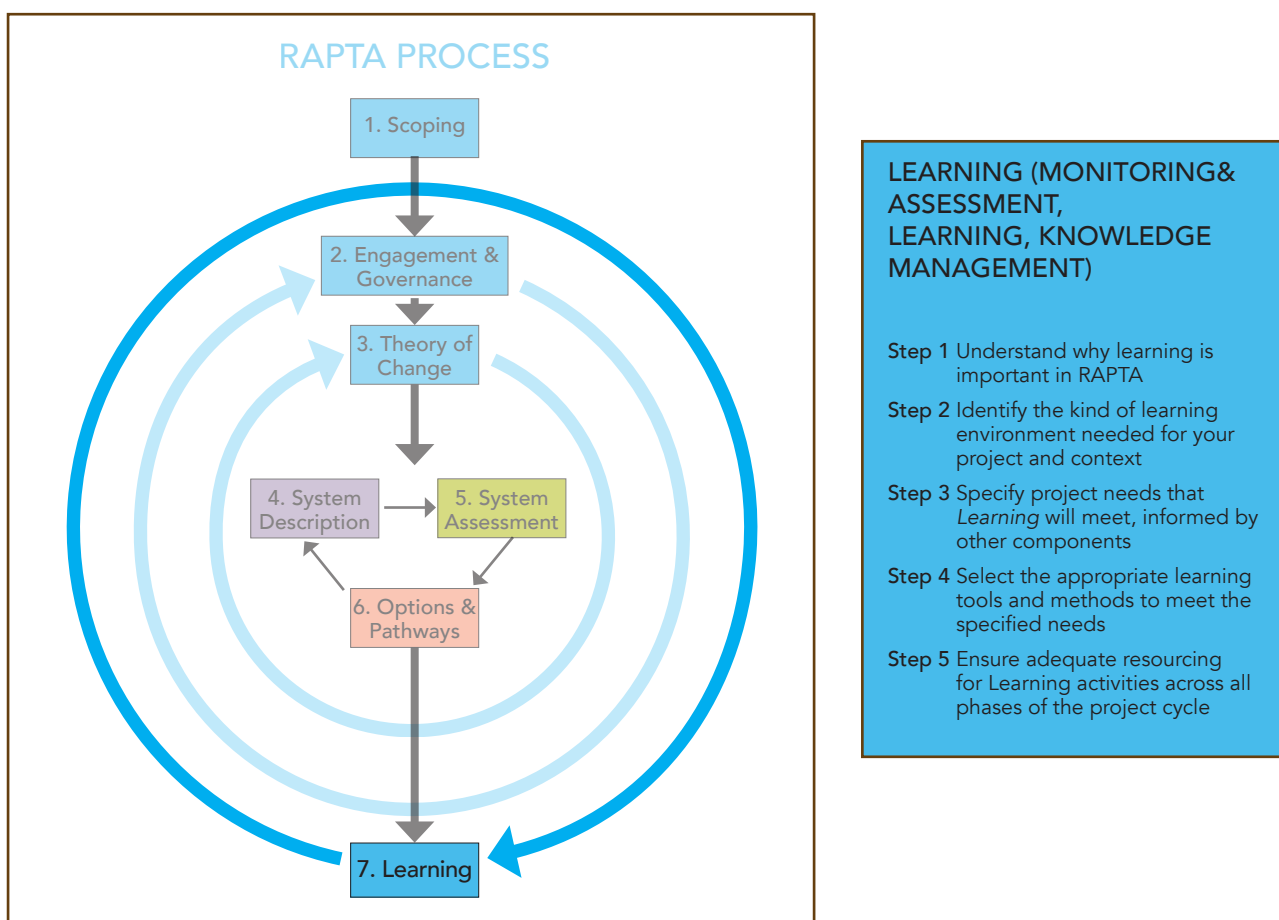 RAPTA PROCESS
1. Scoping
2. Engagement &
Governance
3. Theory of
Change
4. System
Description
5. System
Assessment
6. Options &
Pathways
7. Learning
LEARNING (MONITORING&
ASSESSMENT,
LEARNING, KNOWLEDGE
MANAGEMENT)
Step 1 Understand why learning is
important in RAPTA
Step 2 Identify the kind of learning
environment needed for your
project and context
Step 3 Specify project needs that
Learning will meet, informed by
other components
Step 4 Select the appropriate learning
tools and methods to meet the
specified needs
Step 5 Ensure adequate resourcing
for Learning activities across all
phases of the project cycle